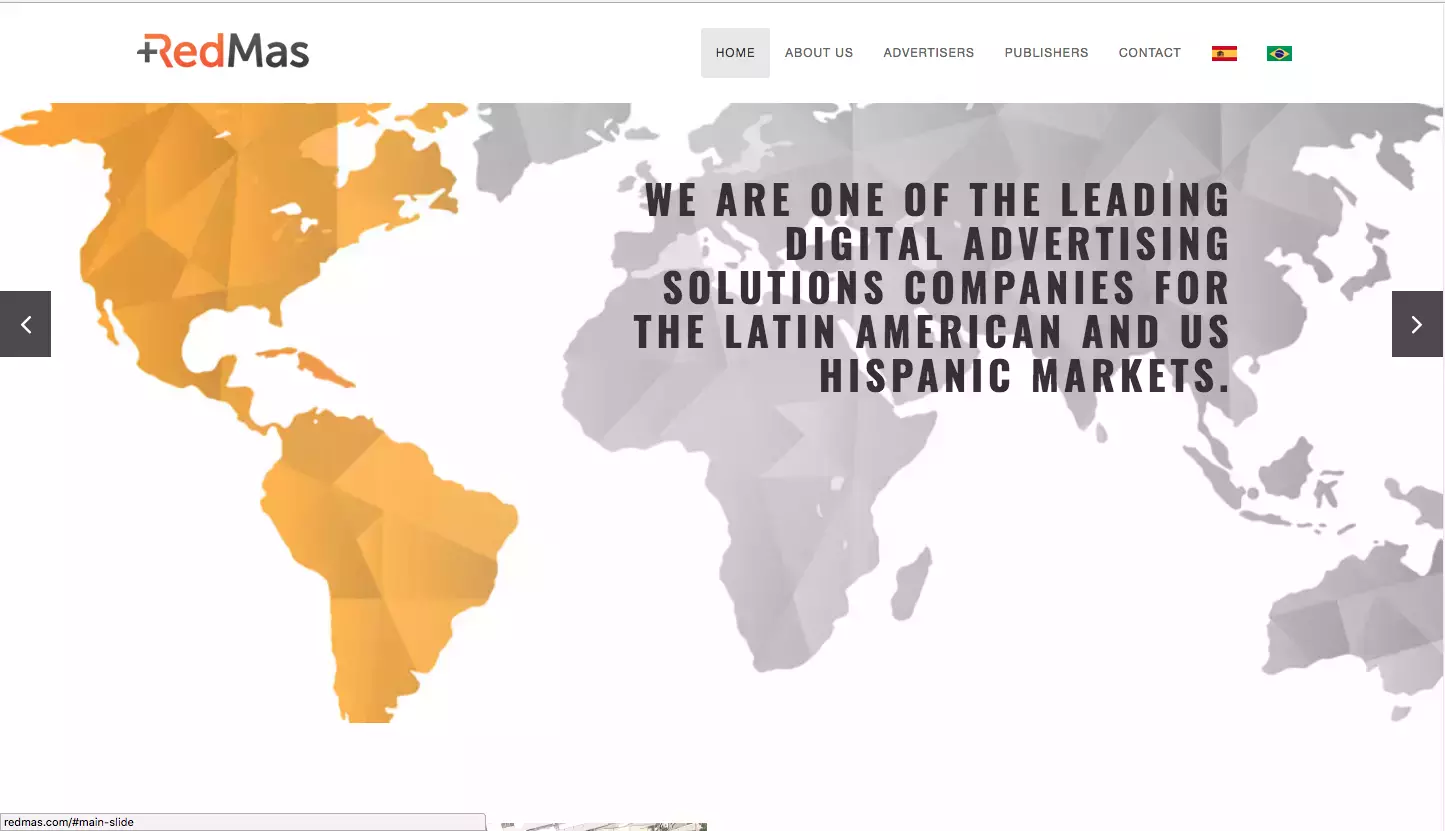 +RedMas
HOME ABOUT US ADVERTISERS PUBLISHERS CONTACT
WE ARE ONE OF THE LEADING
DIGITAL ADVERTISING
SOLUTIONS COMPANIES FOR
THE LATIN AMERICAN AND US
HISPANIC MARKETS.
redmas.com/#main-slide